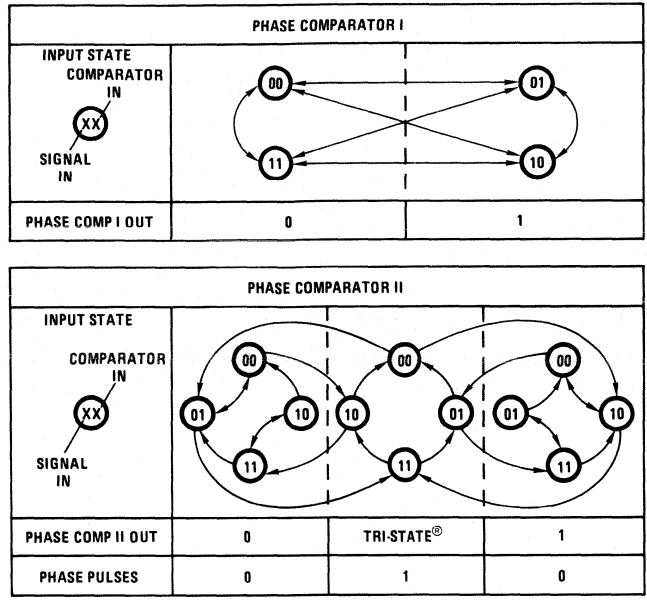 PHASE COMPARATOR I
INPUT STATE
COMPARATOR
IN
XX
SIGNAL
IN
00
01
11
10
PHASE COMP I OUT
0
1
PHASE COMPARATOR II
INPUT STATE
COMPARATOR
IN
XX
SIGNAL
IN
00
00
00
01
10
10
01
01
10
11
11
11
PHASE COMP II OUT
0
TRI-STATE®
1
PHASE PULSES
0
1
0